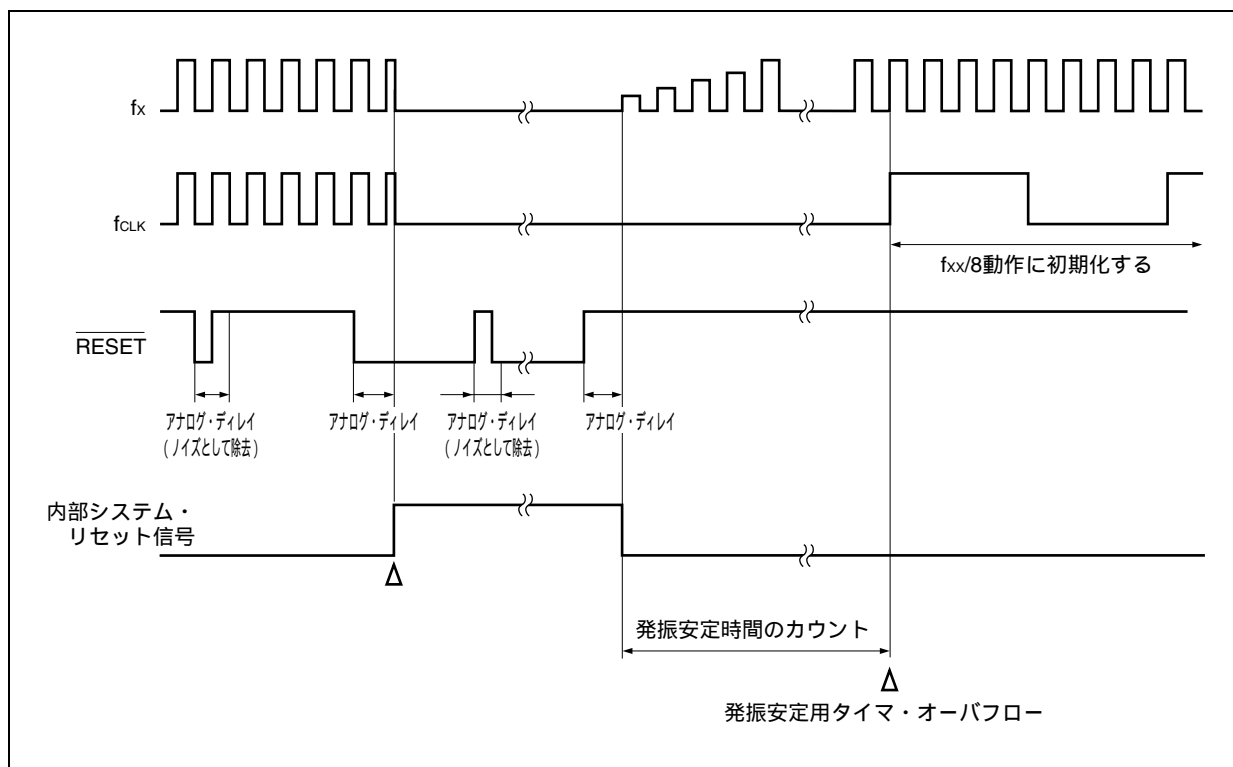 fX
fCLK
fxx/8動作に初期化する
RESET
アナログ・ディレイ
(ノイズとして除去)
アナログ・ディレイ
アナログ・ディレイ
(ノイズとして除去)
アナログ・ディレイ
内部システム・
リセット信号
発振安定時間のカウント
発振安定用タイマ・オーバフロー